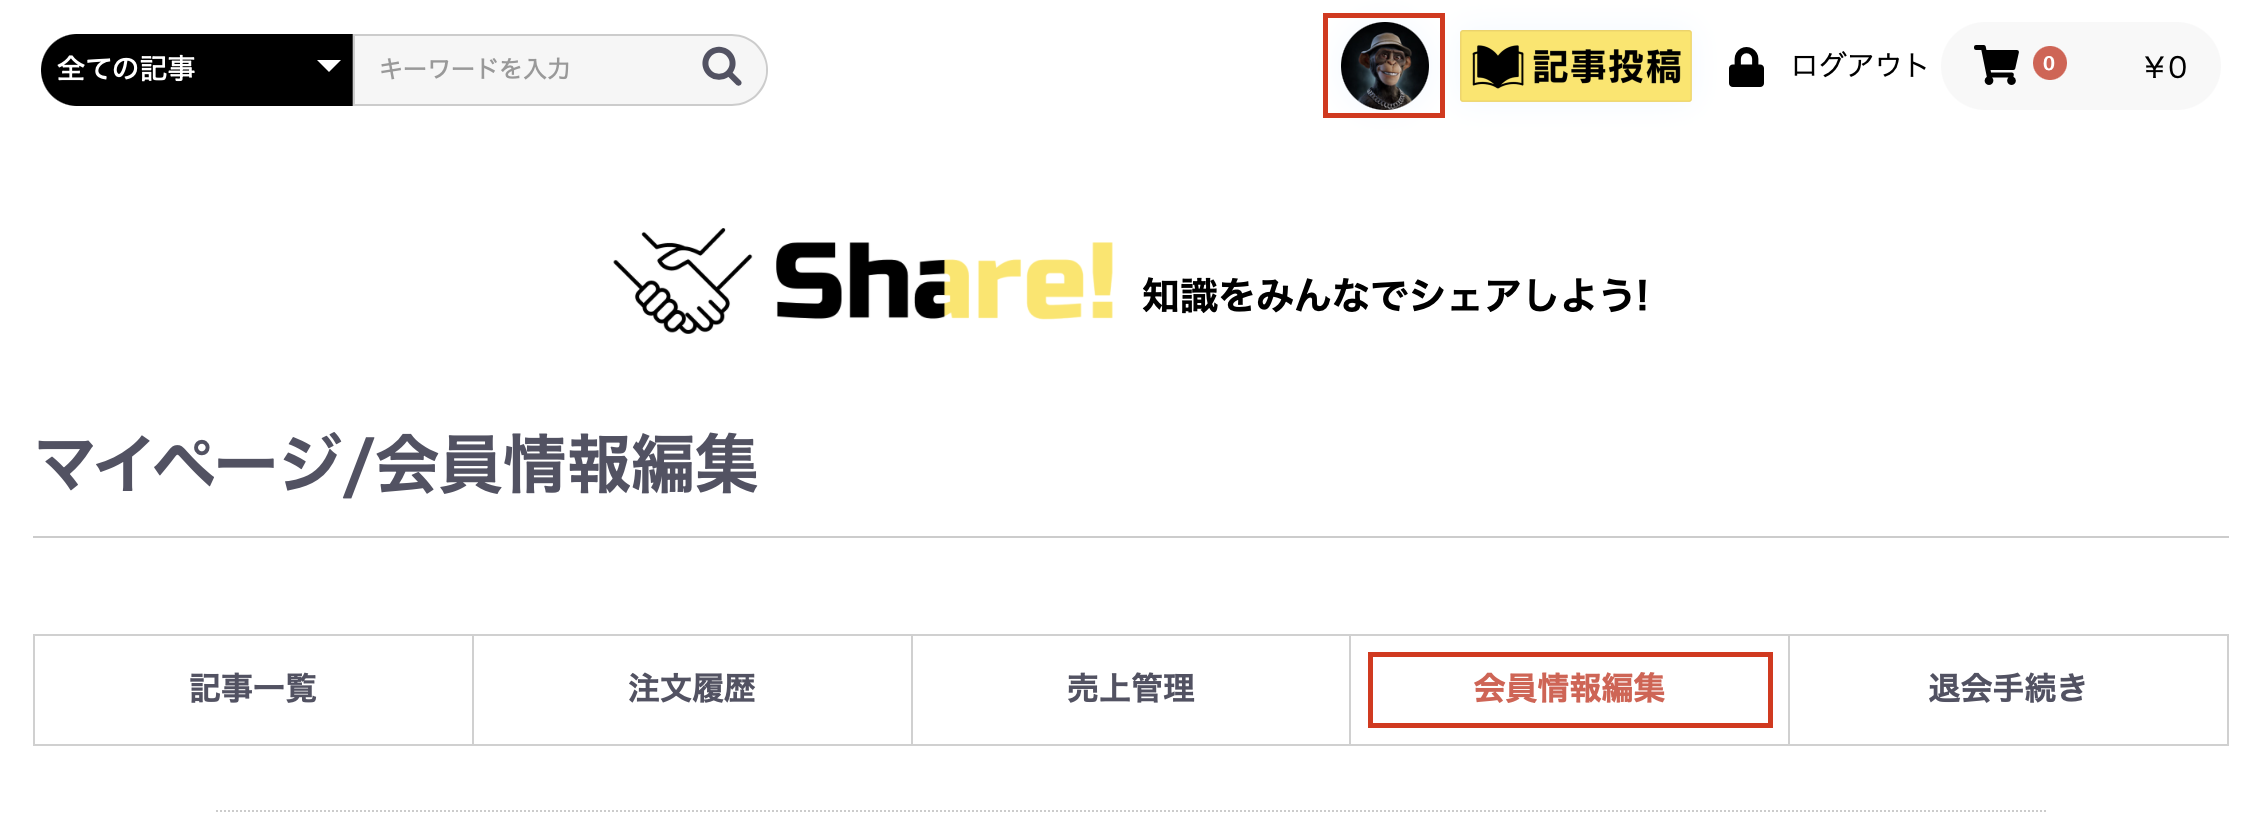 全ての記事 キーワードを入力 記事投稿 ログアウト 0 ¥0
Share! 知識をみんなでシェアしよう!
マイページ/会員情報編集
記事一覧 注文履歴 売上管理 会員情報編集 退会手続き